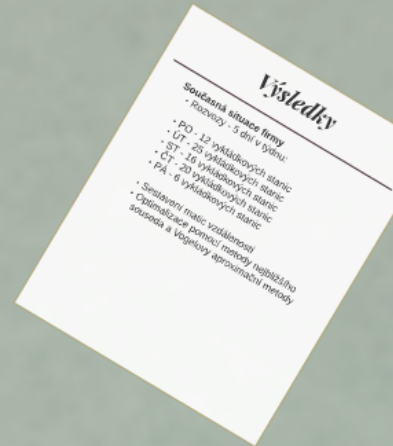 Výsledky
Současná situace firmy
- Rozvozy - 5 dní v týdnu:
• PO - 12 vykládkových stanic
• ÚT - 25 vykládkových stanic
• ST - 16 vykládkových stanic
• ČT - 20 vykládkových stanic
• PÁ - 6 vykládkových stanic
• Sestavení matic vzdáleností
• Optimalizace pomocí metody nejbližšího
souseda a Vogelovy aproximační metody